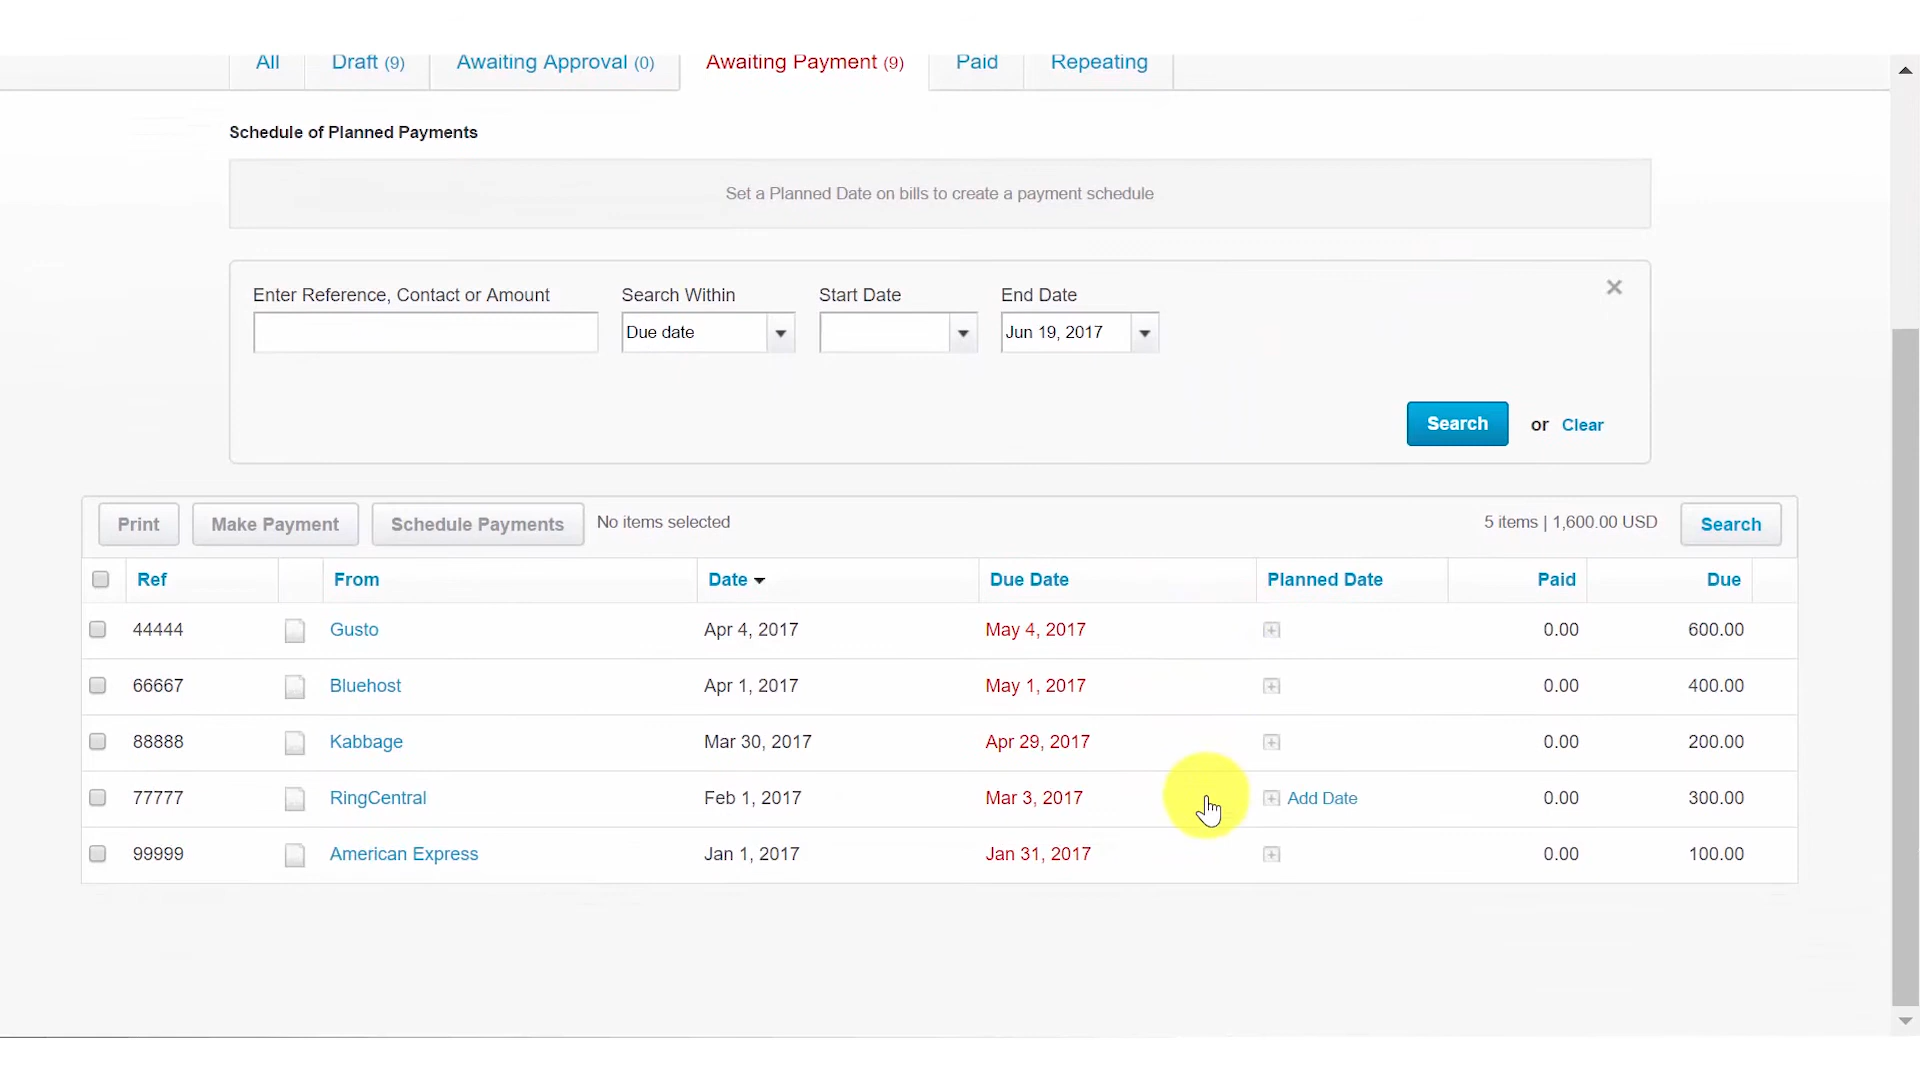 All Draft (9) Awaiting Approval (0) Awaiting Payment (9) Paid Repeating
Schedule of Planned Payments
Set a Planned Date on bills to create a payment schedule
Enter Reference, Contact or Amount Search Within Start Date End Date
Due date Jun 19, 2017
Search or Clear
Print Make Payment Schedule Payments No items selected 5 items | 1,600.00 USD Search
Ref From Date Due Date Planned Date Paid Due
44444 Gusto Apr 4, 2017 May 4, 2017 0.00 600.00
66667 Bluehost Apr 1, 2017 May 1, 2017 0.00 400.00
88888 Kabbage Mar 30, 2017 Apr 29, 2017 0.00 200.00
77777 RingCentral Feb 1, 2017 Mar 3, 2017 Add Date 0.00 300.00
99999 American Express Jan 1, 2017 Jan 31, 2017 0.00 100.00